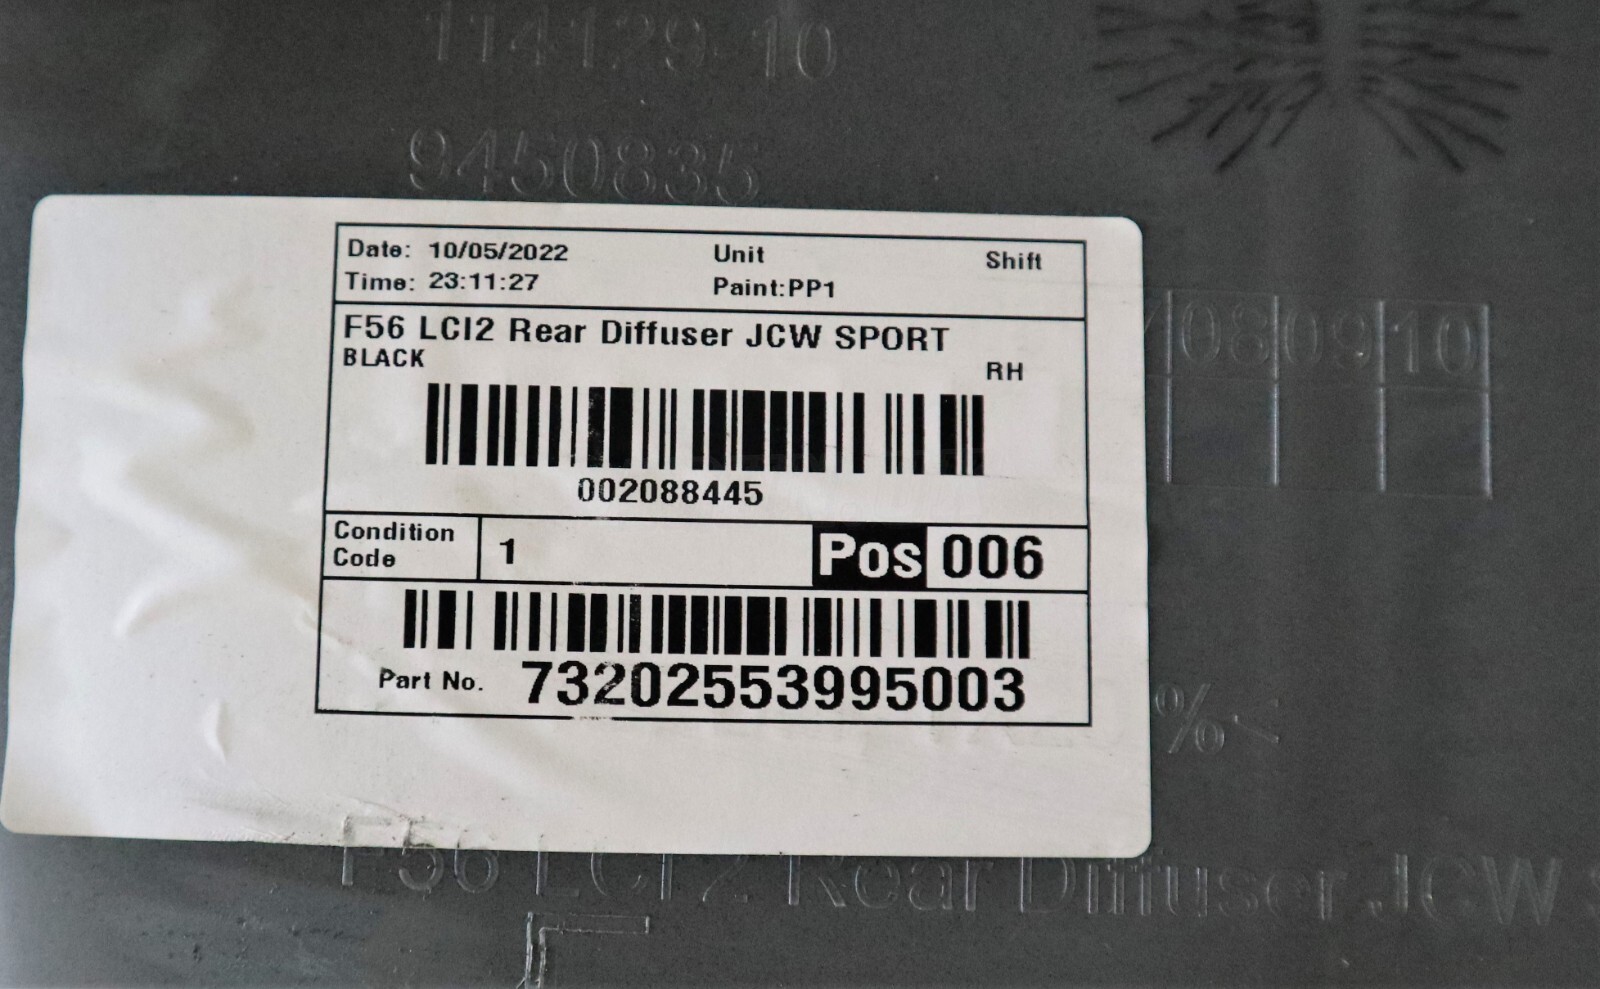 114129-10
9450835
Date: 10/05/2022 Unit Shift
Time: 23:11:27 Paint:PP1
F56 LCI2 Rear Diffuser JCW SPORT
BLACK RH
08 09 10
002088445
Condition Code 1 Pos 006
Part No. 73202553995003
%<
F56 LCI2 Rear Diffuser JCW